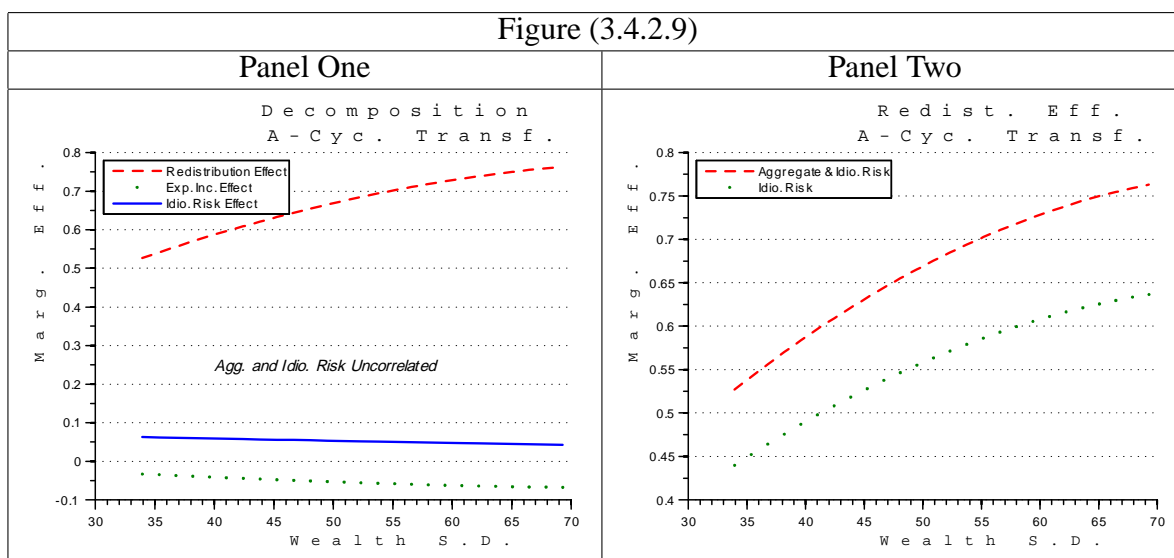 Figure (3.4.2.9)
Panel One
Panel Two
Decomposition
A-Cyc. Transf.
Marg. Eff.
0.8
0.7
0.6
0.5
0.4
0.3
0.2
0.1
0
-0.1
Redistribution Effect
Exp.Inc.Effect
Idio.Risk Effect
Agg. and Idio. Risk Uncorrelated
30 35 40 45 50 55 60 65 70
Wealth S.D.
Redist. Eff.
A-Cyc. Transf.
Marg. Eff.
0.8
0.75
0.7
0.65
0.6
0.55
0.5
0.45
0.4
Aggregate & Idio.Risk
Idio.Risk
30 35 40 45 50 55 60 65 70
Wealth S.D.